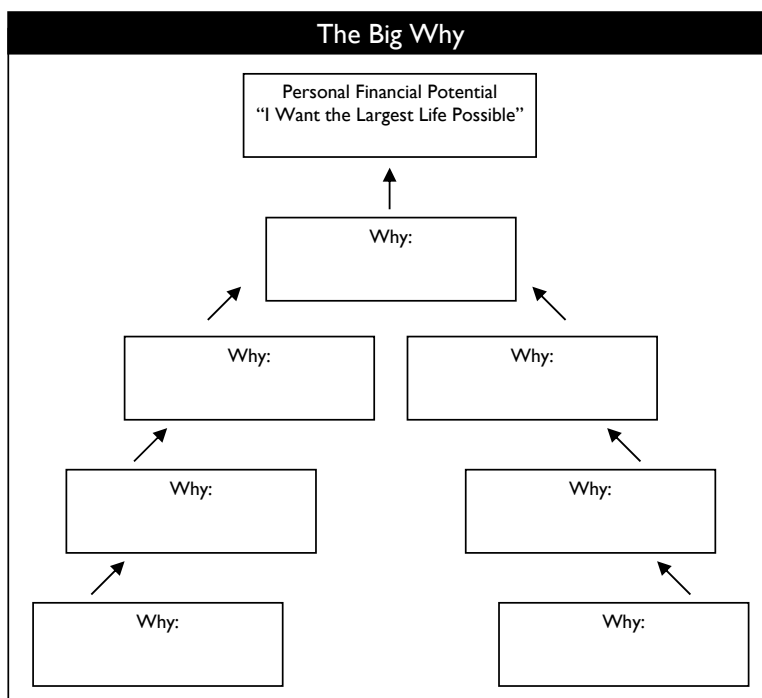 The Big Why
Personal Financial Potential
“I Want the Largest Life Possible”
Why:
Why:
Why:
Why:
Why:
Why:
Why: